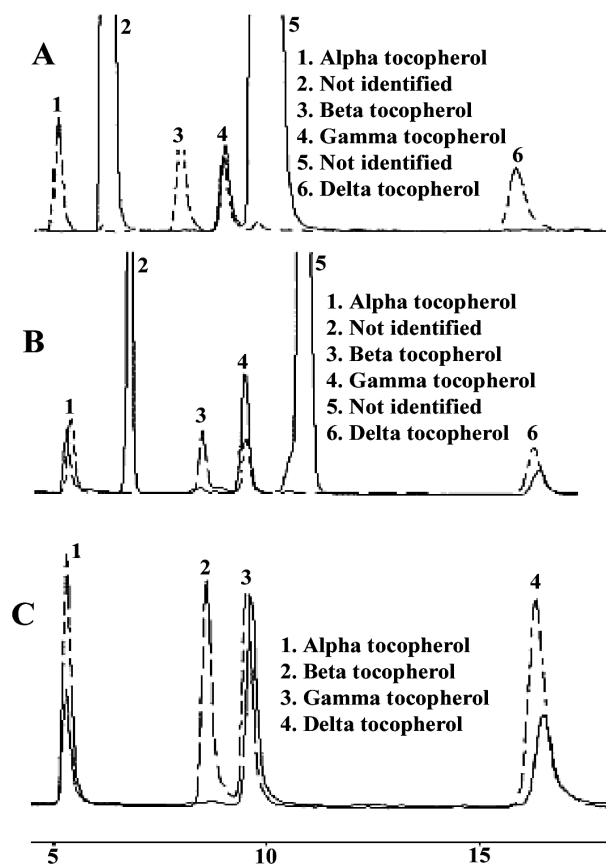 A
2
5
1
3
4
6
1. Alpha tocopherol
2. Not identified
3. Beta tocopherol
4. Gamma tocopherol
5. Not identified
6. Delta tocopherol
B
2
5
1
3
4
6
1. Alpha tocopherol
2. Not identified
3. Beta tocopherol
4. Gamma tocopherol
5. Not identified
6. Delta tocopherol
C
1
2
3
4
1. Alpha tocopherol
2. Beta tocopherol
3. Gamma tocopherol
4. Delta tocopherol
5 10 15